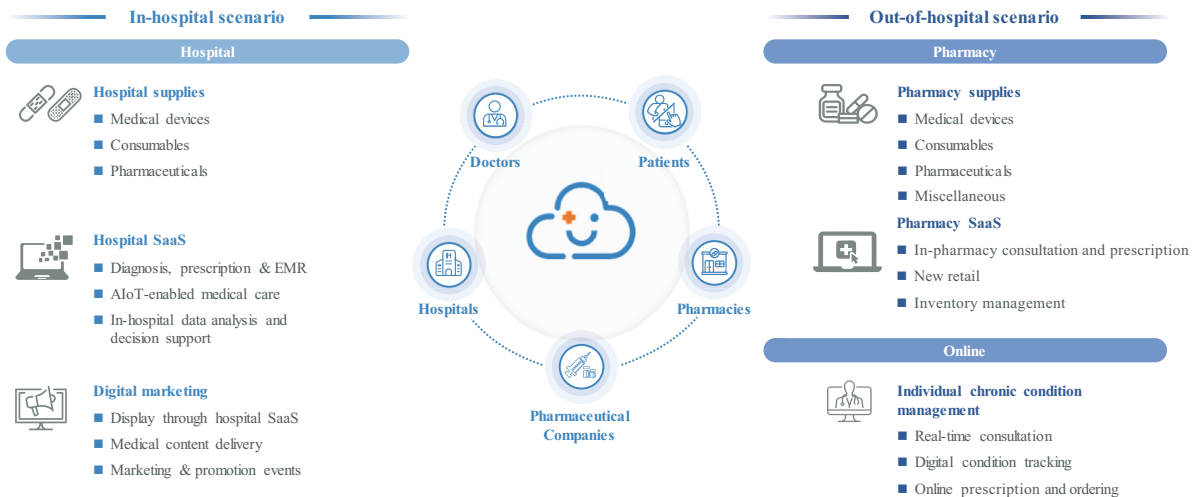 In-hospital scenario
Hospital
Hospital supplies
Medical devices
Consumables
Pharmaceuticals
Hospital SaaS
Diagnosis, prescription & EMR
AIoT-enabled medical care
In-hospital data analysis and
decision support
Digital marketing
Display through hospital SaaS
Medical content delivery
Marketing & promotion events
Doctors
Patients
H
Hospitals
Pharmacies
Pharmaceutical
Companies
Out-of-hospital scenario
Pharmacy
Pharmacy supplies
Medical devices
Consumables
Pharmaceuticals
Miscellaneous
Pharmacy SaaS
In-pharmacy consultation and prescription
New retail
Inventory management
Online
Individual chronic condition
management
Real-time consultation
Digital condition tracking
Online prescription and ordering